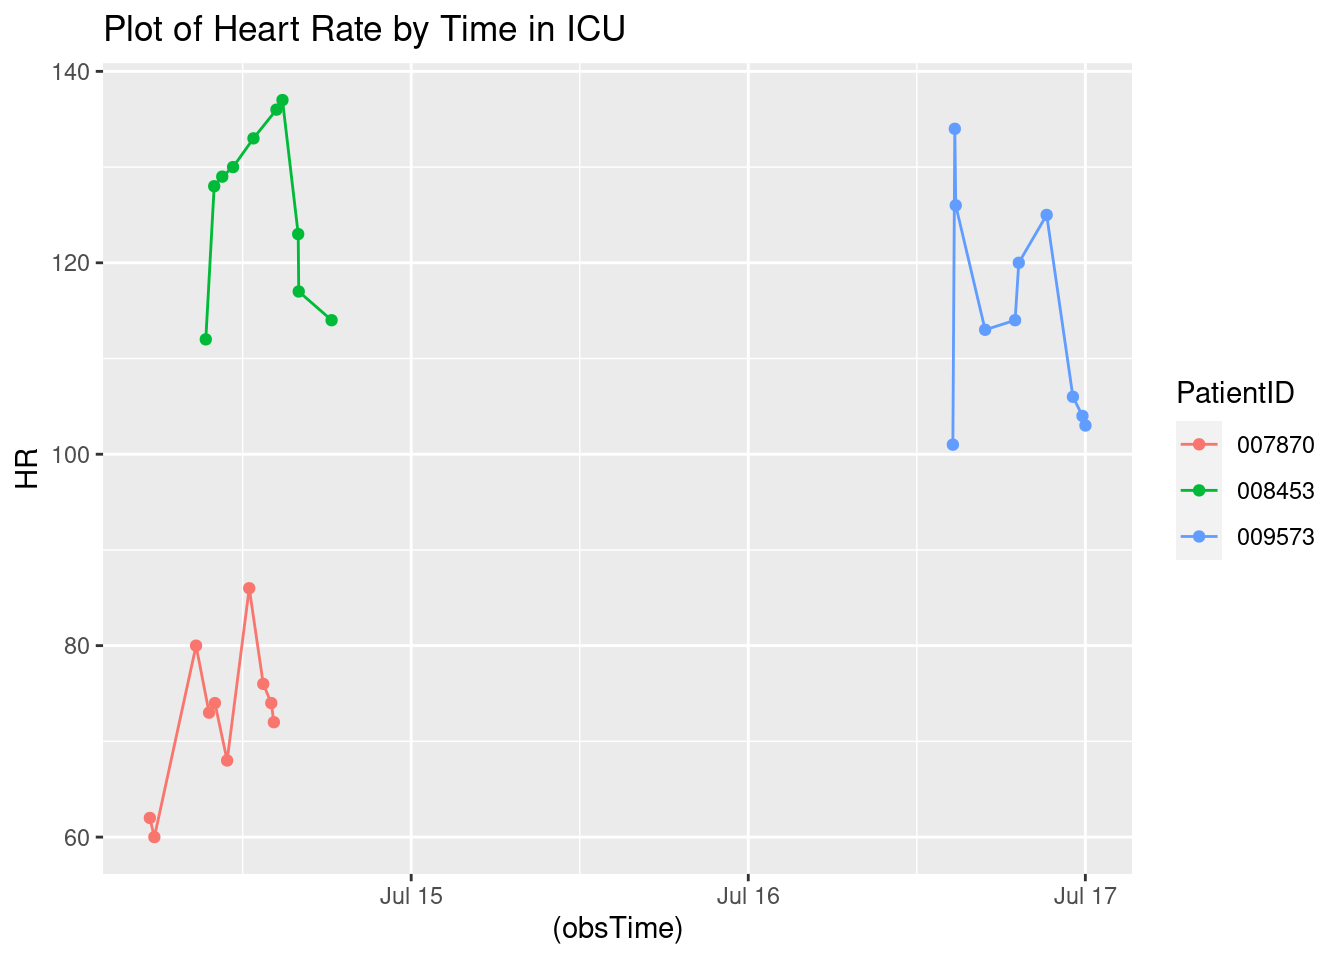 Plot of Heart Rate by Time in ICU
140
120
100
80
60
HR
Jul 15
Jul 16
Jul 17
(obsTime)
PatientID
007870
008453
009573